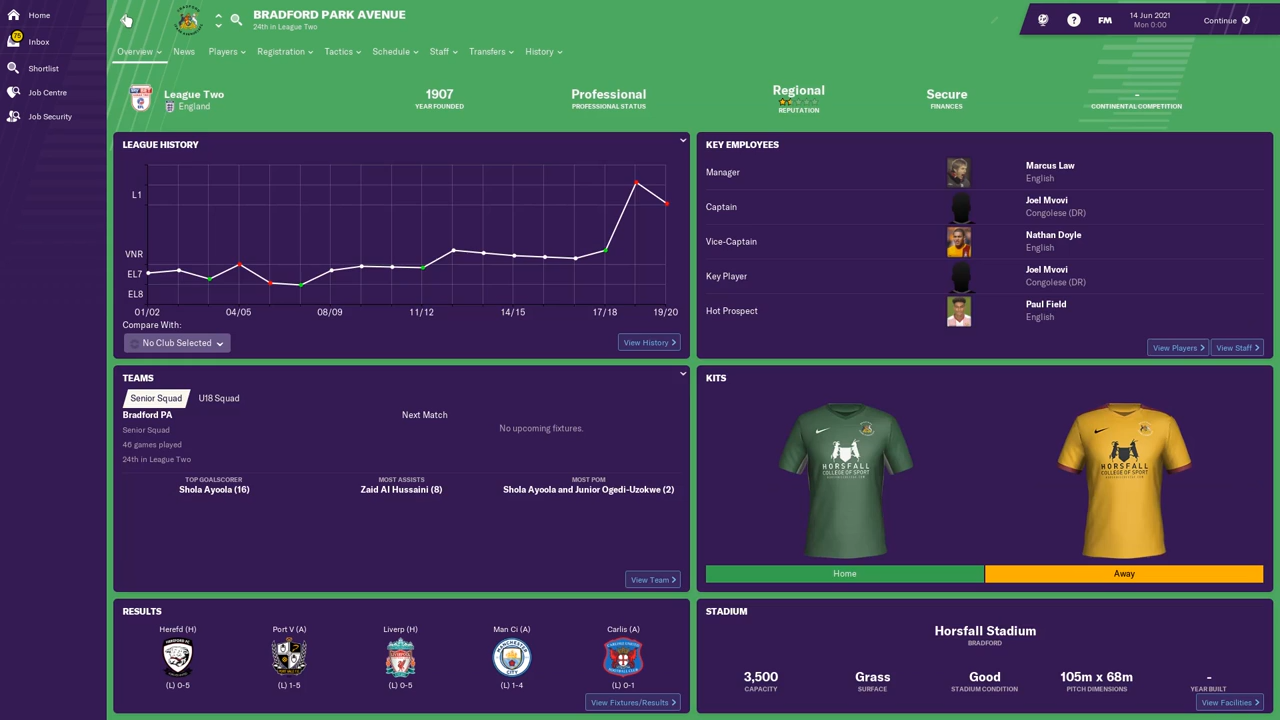 Home
Inbox
75
Shortlist
Job Centre
Job Security
BRADFORD PARK AVENUE
24th in League Two
FM
14 Jun 2021
Mon 0:00
Continue
Overview News Players Registration Tactics Schedule Staff Transfers History
League Two
England
1907
YEAR FOUNDED
Professional
PROFESSIONAL STATUS
Regional
REPUTATION
Secure
FINANCES
-
CONTINENTAL COMPETITION
LEAGUE HISTORY
L1
VNR
EL7
EL8
01/02 04/05 08/09 11/12 14/15 17/18 19/20
Compare With:
No Club Selected
View History
KEY EMPLOYEES
Manager
Marcus Law
English
Captain
Joel Mvovi
Congolese (DR)
Vice-Captain
Nathan Doyle
English
Key Player
Joel Mvovi
Congolese (DR)
Hot Prospect
Paul Field
English
View Players View Staff
TEAMS
Senior Squad U18 Squad
Bradford PA
Senior Squad
46 games played
24th in League Two
Next Match
No upcoming fixtures.
TOP GOALSCORER
Shola Ayoola (16)
MOST ASSISTS
Zaid Al Hussaini (8)
MOST POM
Shola Ayoola and Junior Ogedi-Uzokwe (2)
View Team
KITS
HORSFALL
COLLEGE OF SPORT
HORSFALL
COLLEGE OF SPORT
Home Away
RESULTS
Herefd (H) Port V (A) Liverp (H) Man Ci (A) Carlis (A)
(L) 0-5 (L) 1-5 (L) 0-5 (L) 1-4 (L) 0-1
View Fixtures/Results
STADIUM
Horsfall Stadium
BRADFORD
3,500
CAPACITY
Grass
SURFACE
Good
STADIUM CONDITION
105m x 68m
PITCH DIMENSIONS
-
YEAR BUILT
View Facilities